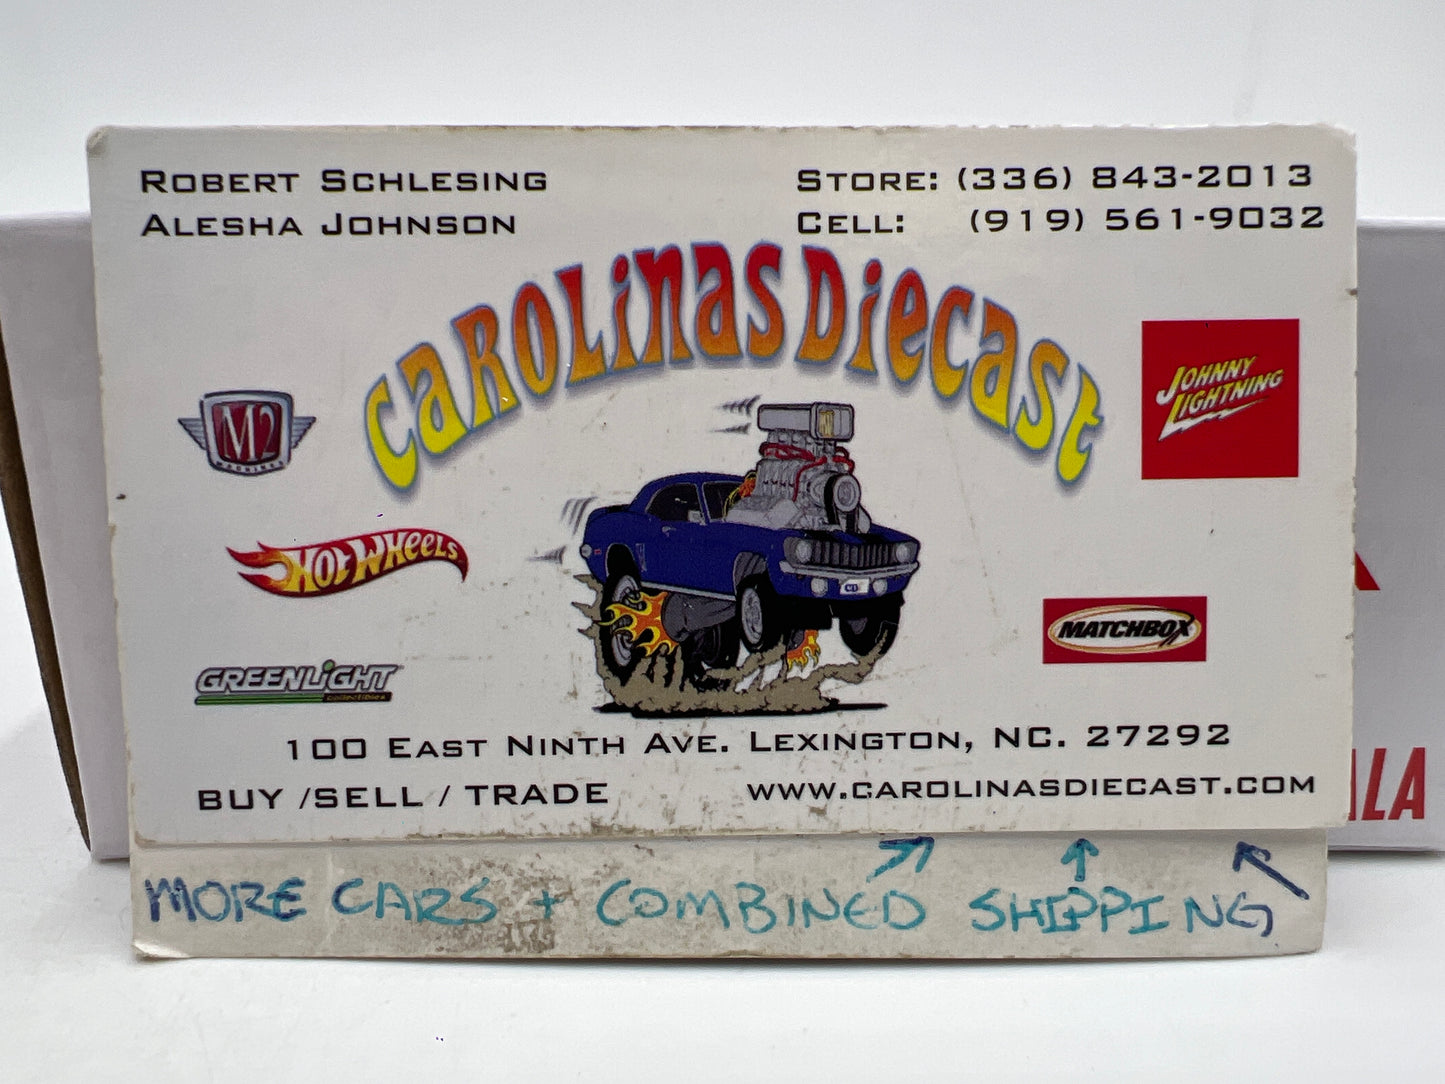 ROBERT SCHLESING
ALESHA JOHNSON
STORE: (336) 843-2013
CELL: (919) 561-9032
CAROLINAS DIECAST
JOHNNY
LIGHTNING
M2
MACHINES
HOT WHEELS
MATCHBOX
GREENLIGHT
collectibles
100 EAST NINTH AVE. LEXINGTON, NC. 27292
BUY /SELL / TRADE
WWW.CAROLINASDIECAST.COM
ALA
MORE CARS + COMBINED SHIPPING